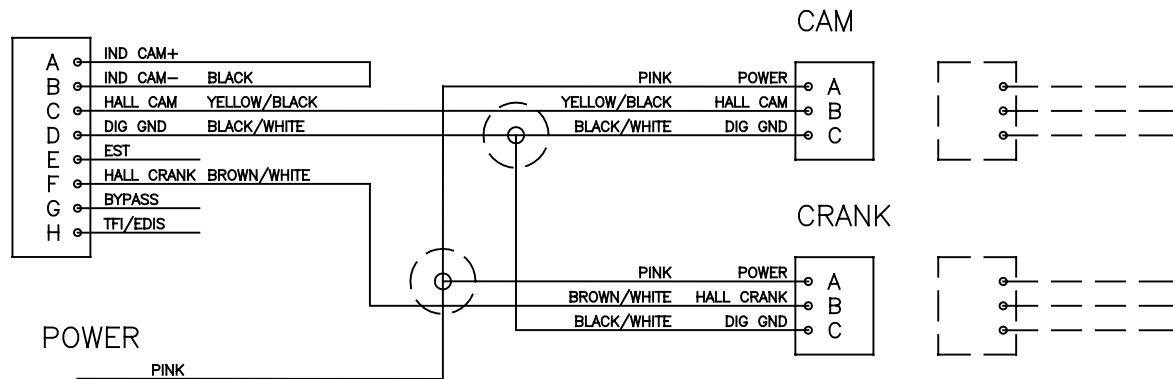 CAM
A IND CAM+
B IND CAM- BLACK PINK POWER A
C HALL CAM YELLOW/BLACK YELLOW/BLACK HALL CAM B
D DIG GND BLACK/WHITE BLACK/WHITE DIG GND C
E EST
F HALL CRANK BROWN/WHITE
G BYPASS
H TFI/EDIS
CRANK
PINK POWER A
BROWN/WHITE HALL CRANK B
BLACK/WHITE DIG GND C
POWER
PINK